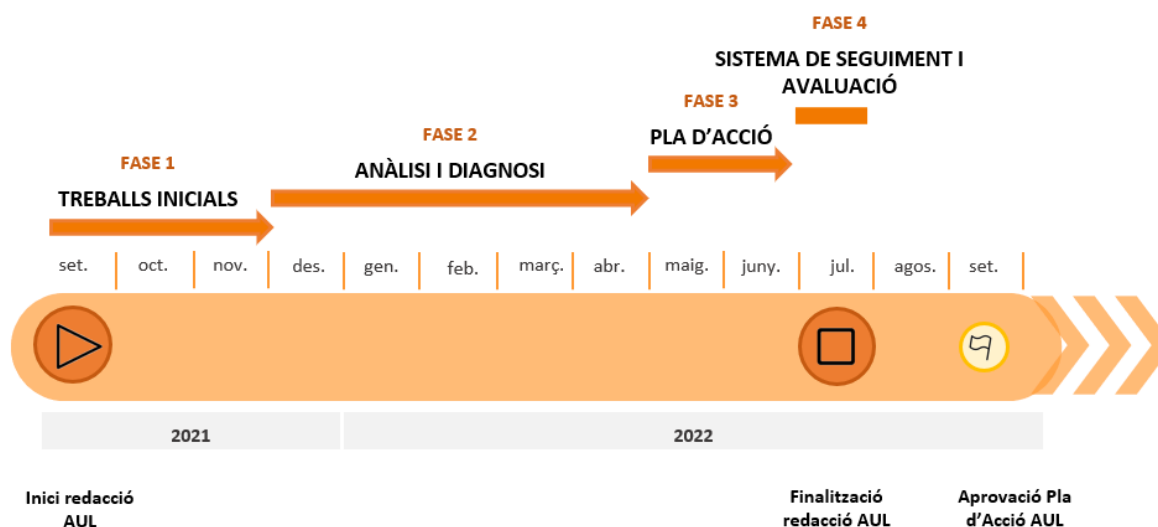 FASE 4
SISTEMA DE SEGUIMENT I
AVALUACIÓ
FASE 3
PLA D'ACCIÓ
FASE 2
ANÀLISI I DIAGNOSI
FASE 1
TREBALLS INICIALS
set. oct. nov. des. gen. feb. març. abr. maig. juny. jul. agos. set.
2021 2022
Inici redacció
AUL
Finalització
redacció AUL
Aprovació Pla
d'Acció AUL